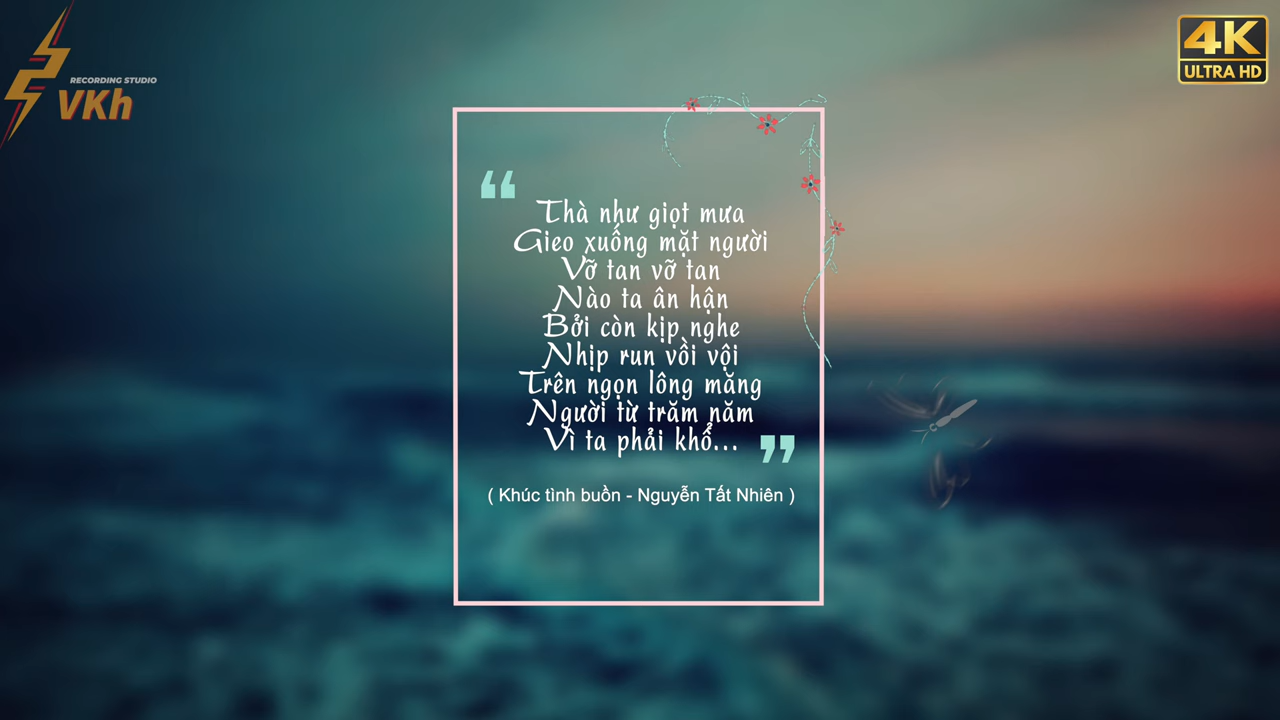 RECORDING STUDIO
VKh
4K
ULTRA HD
❝
Thà như giọt mưa
Gieo xuống mặt người
Vỡ tan vỡ tan
Nào ta ân hận
Bởi còn kịp nghe
Nhịp run vồi vội
Trên ngọn lông măng
Người từ trăm năm
Vì ta phải khổ...
❞
( Khúc tình buồn - Nguyễn Tất Nhiên )